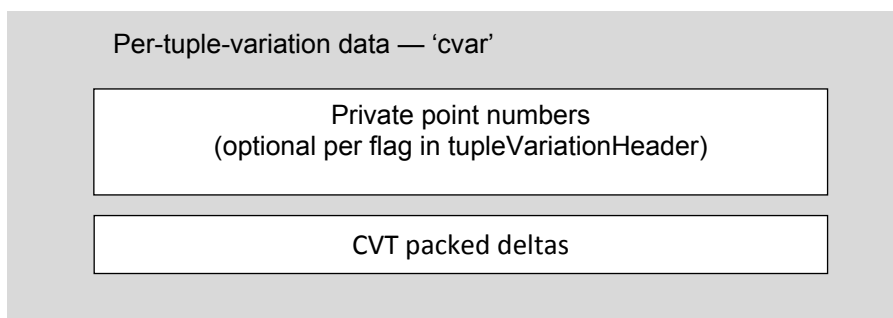 Per-tuple-variation data — ‘cvar’
Private point numbers
(optional per flag in tupleVariationHeader)
CVT packed deltas